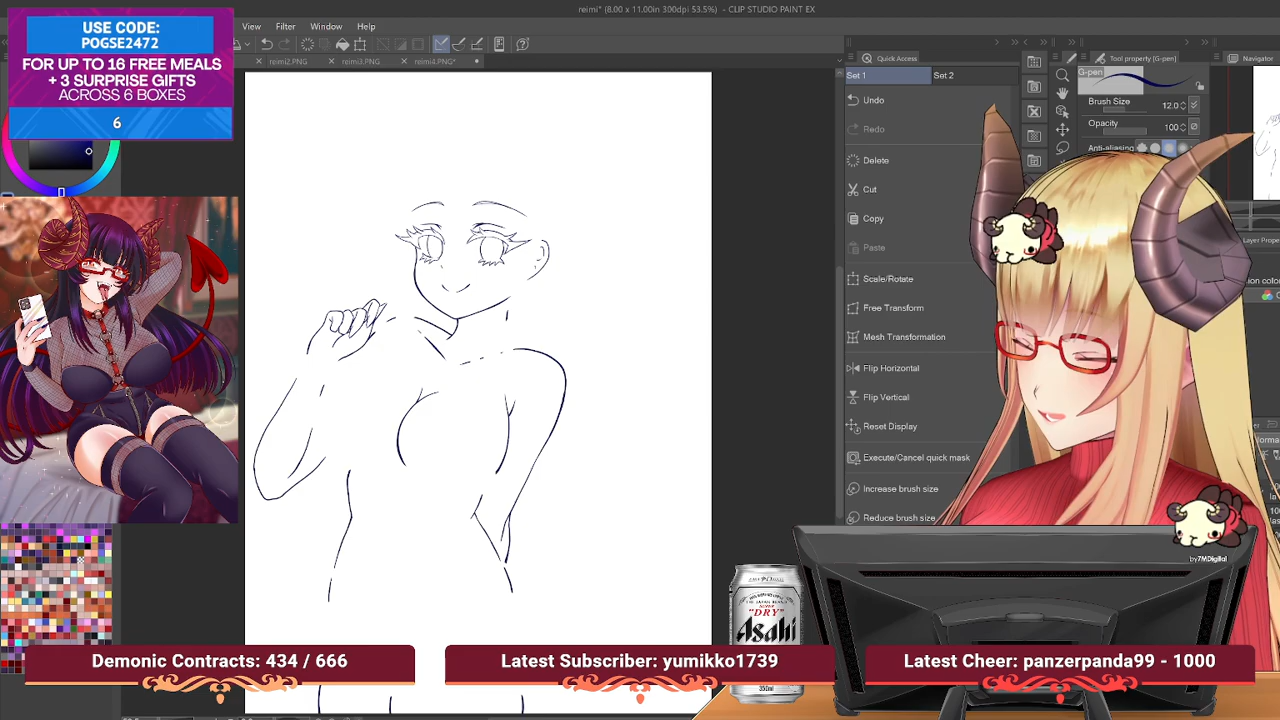 reimi* (8.00 x 11.00in 300dpi 53.5%) - CLIP STUDIO PAINT EX
View Filter Window Help
USE CODE:
POGSE2472
FOR UP TO 16 FREE MEALS
+ 3 SURPRISE GIFTS
ACROSS 6 BOXES
6
reimi2.PNG reimi3.PNG reimi4.PNG*
Quick Access
Set 1 Set 2
Undo
Redo
Delete
Cut
Copy
Paste
Scale/Rotate
Free Transform
Mesh Transformation
Flip Horizontal
Flip Vertical
Reset Display
Execute/Cancel quick mask
Increase brush size
Reduce brush size
Tool property [G-pen]
G-pen
Brush Size 12.0
Opacity 100
Anti-aliasing
Navigator
by7MDigital
"DRY"
Asahi
350ml
Demonic Contracts: 434 / 666
Latest Subscriber: yumikko1739
Latest Cheer: panzerpanda99 - 1000